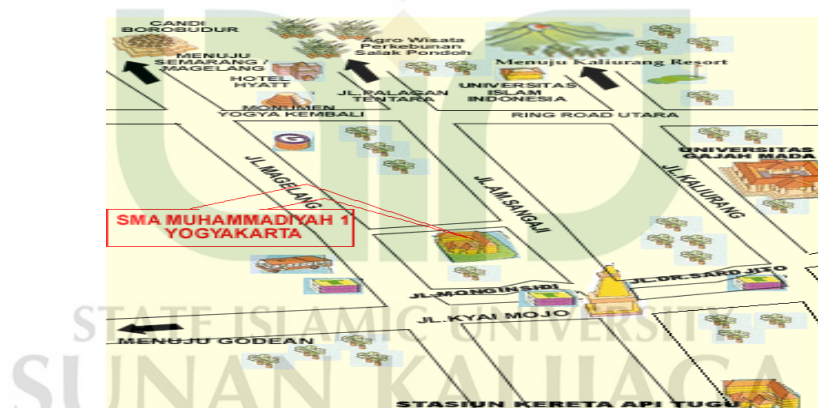 CANDI
BOROBUDUR
MENUJU
SEMARANG /
MAGELANG
HOTEL
HYATT
Agro Wisata
Perkebunan
Salak Pondoh
Menuju Kaliurang Resort
JL.PALAGAN
TENTARA
UNIVERSITAS
ISLAM
INDONESIA
MONUMEN
YOGYA KEMBALI
RING ROAD UTARA
UNIVERSITAS
GAJAH MADA
JL.MAGELANG
JL.AM.SANGAJI
JL.KALIURANG
SMA MUHAMMADIYAH 1
YOGYAKARTA
JL.MONGINSIDI
JL.DR.SARDJITO
JL.KYAI MOJO
MENUJU GODEAN
STASIUN KERETA API TUGU
STATE ISLAMIC UNIVERSITY
SUNAN KALIJAGA